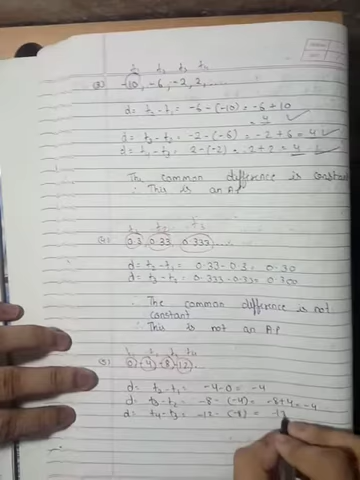 t₁ t₂ t₃ t₄
-10, -6, -2, 2, ....
d = t₂-t₁ = -6-(-10) = -6+10
= 4 ✓
d = t₃-t₂ = -2-(-6) = -2+6 = 4 ✓
d = t₄-t₃ = 2-(-2) = 2+2 = 4 ✓
The common difference is constant
∴ This is an AP
t₁ t₂ t₃
0.3, 0.33, 0.333 ....
d = t₂-t₁ = 0.33-0.3 = 0.30
d = t₃-t₂ = 0.333-0.33 = 0.300
∴ The common difference is not
constant
∴ This is not an AP
t₁ t₂ t₃ t₄
0, -4, -8, -12,
d = t₂-t₁ = -4-0 = -4
d = t₃-t₂ = -8-(-4) = -8+4 = -4
d = t₄-t₃ = -12-(-8) = -12